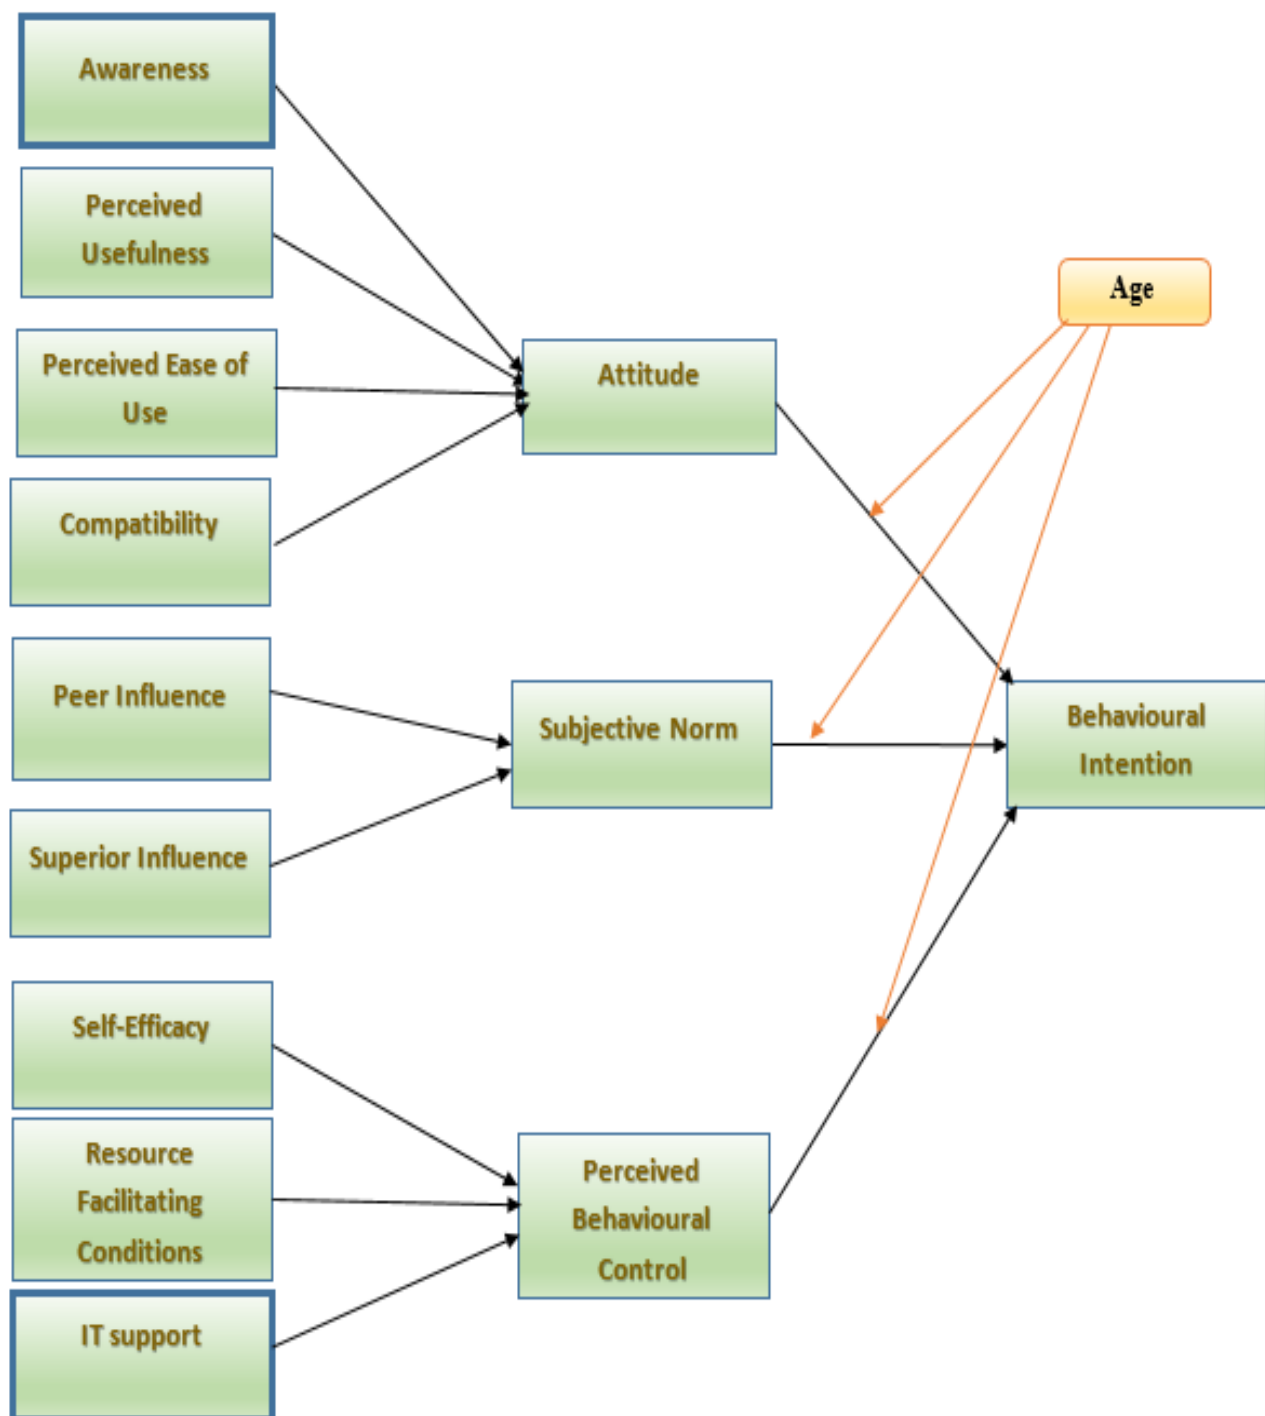 Awareness
Perceived
Usefulness
Perceived Ease of
Use
Compatibility
Peer Influence
Superior Influence
Self-Efficacy
Resource
Facilitating
Conditions
IT support
Attitude
Subjective Norm
Perceived
Behavioural
Control
Age
Behavioural
Intention